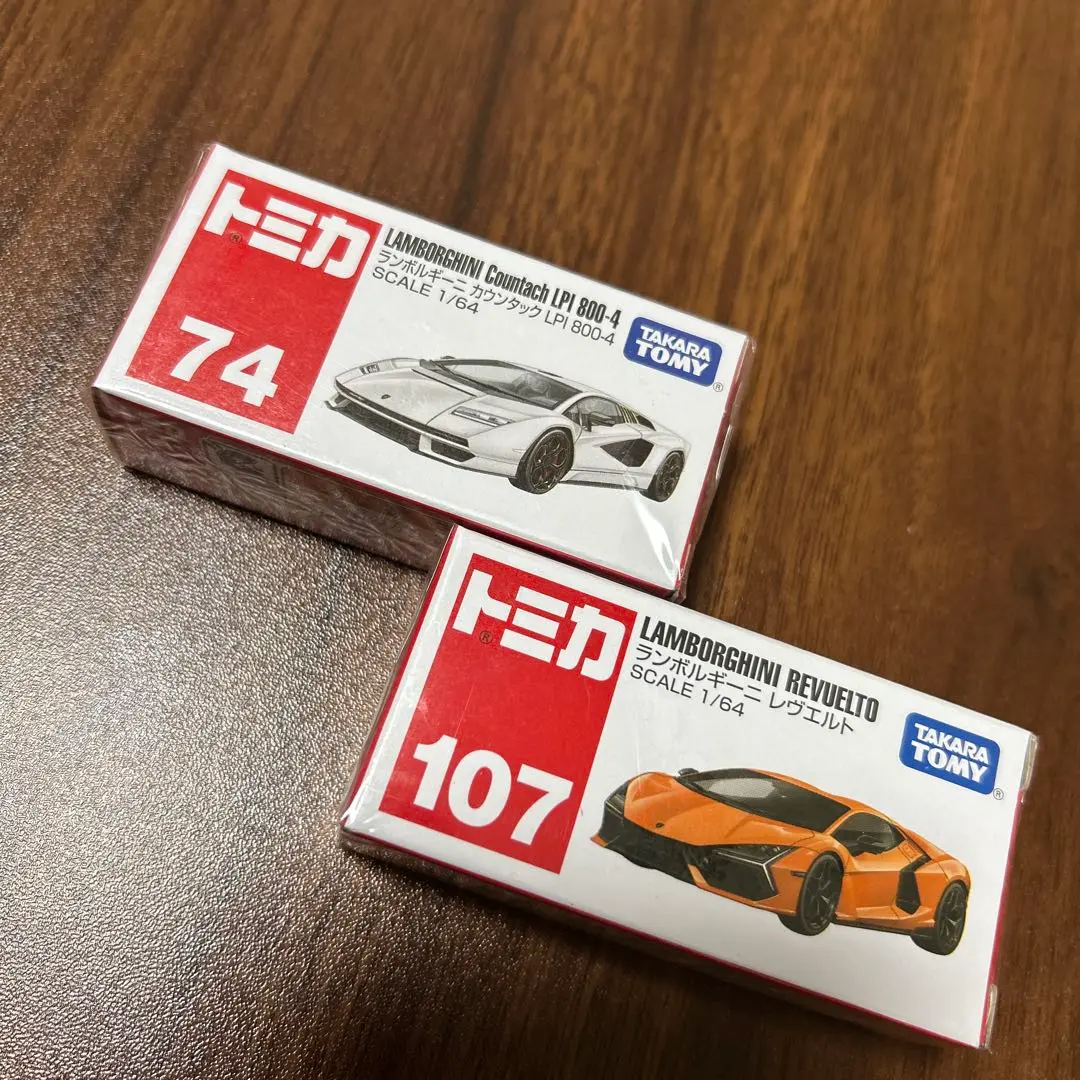 トミカ
®
74
LAMBORGHINI Countach LPI 800-4
ランボルギーニ カウンタック LPI 800-4
SCALE 1/64
TAKARA
TOMY
®
トミカ
®
107
LAMBORGHINI REVUELTO
ランボルギーニ レヴエルト
SCALE 1/64
TAKARA
TOMY
®